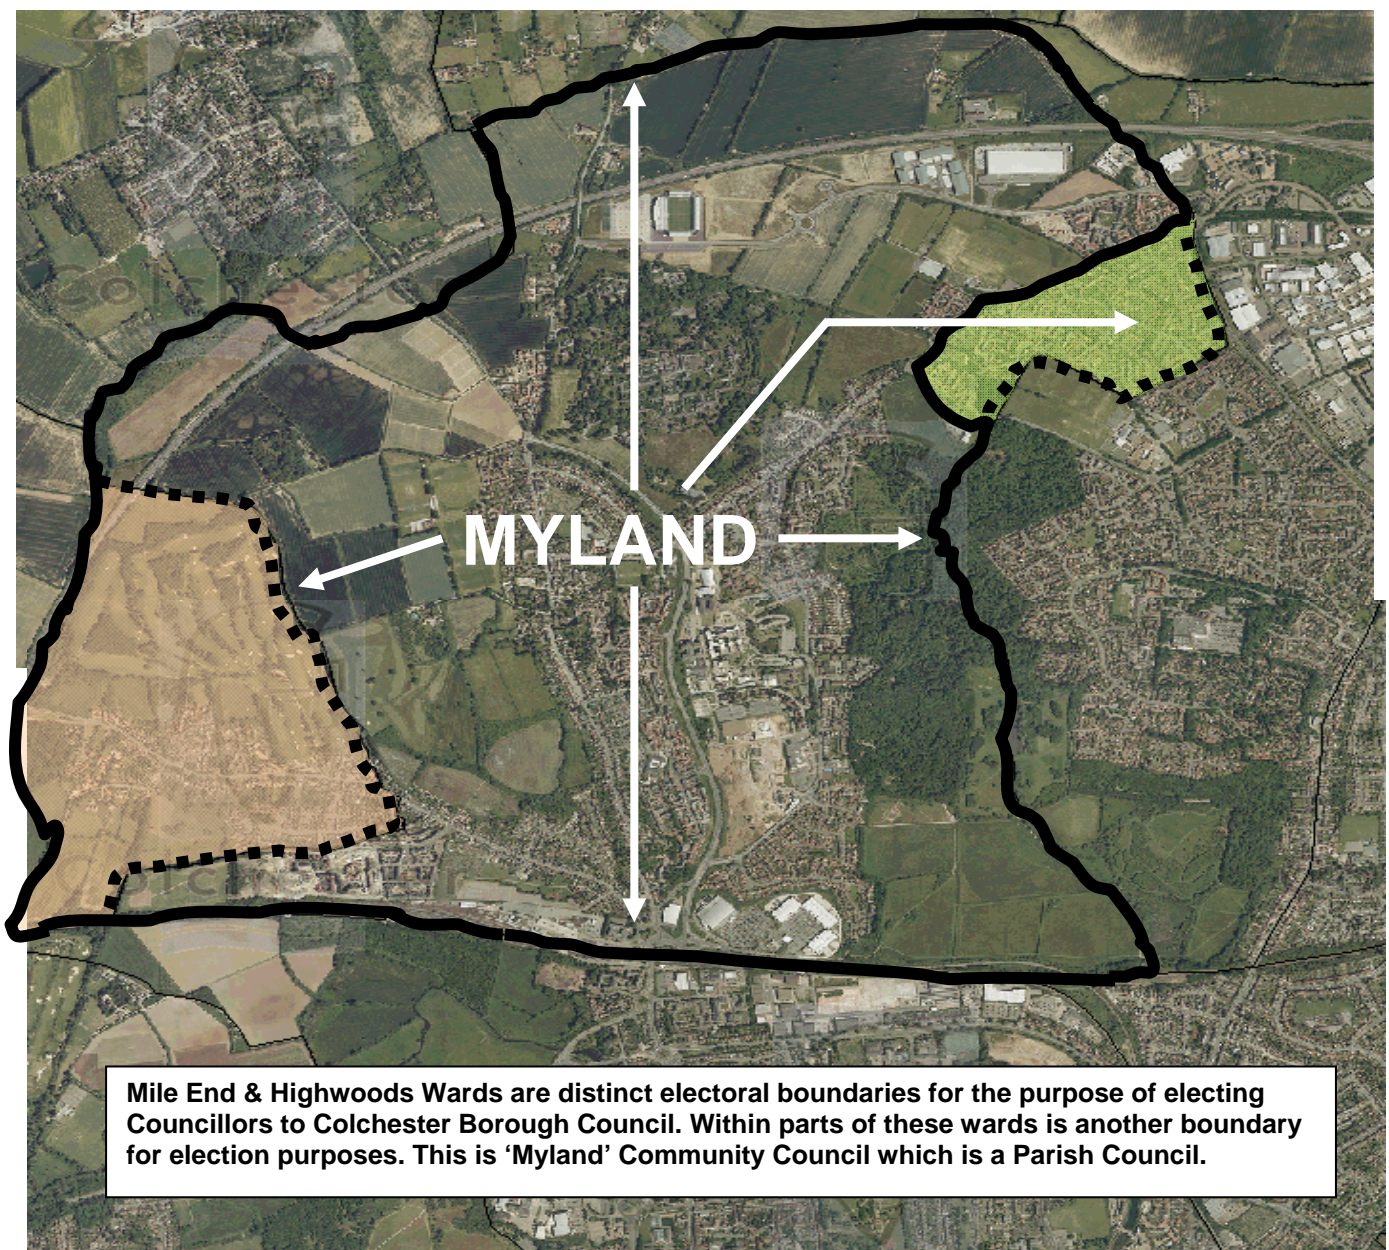 Colches
MYLAND
Colchester
Mile End & Highwoods Wards are distinct electoral boundaries for the purpose of electing
Councillors to Colchester Borough Council. Within parts of these wards is another boundary
for election purposes. This is ‘Myland’ Community Council which is a Parish Council.